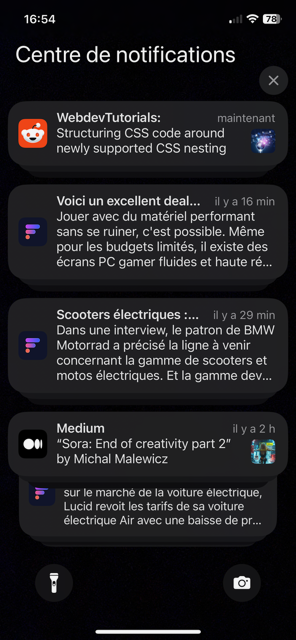 16:54
78
Centre de notifications
WebdevTutorials:
maintenant
Structuring CSS code around
newly supported CSS nesting
Voici un excellent deal...
il y a 16 min
Jouer avec du matériel performant
sans se ruiner, c'est possible. Même
pour les budgets limités, il existe des
écrans PC gamer fluides et haute ré...
Scooters électriques :...
il y a 29 min
Dans une interview, le patron de BMW
Motorrad a précisé la ligne à venir
concernant la gamme de scooters et
motos électriques. Et la gamme dev...
Medium
il y a 2 h
“Sora: End of creativity part 2”
by Michal Malewicz
sur le marché de la voiture électrique,
Lucid revoit les tarifs de sa voiture
électrique Air avec une baisse de pr...